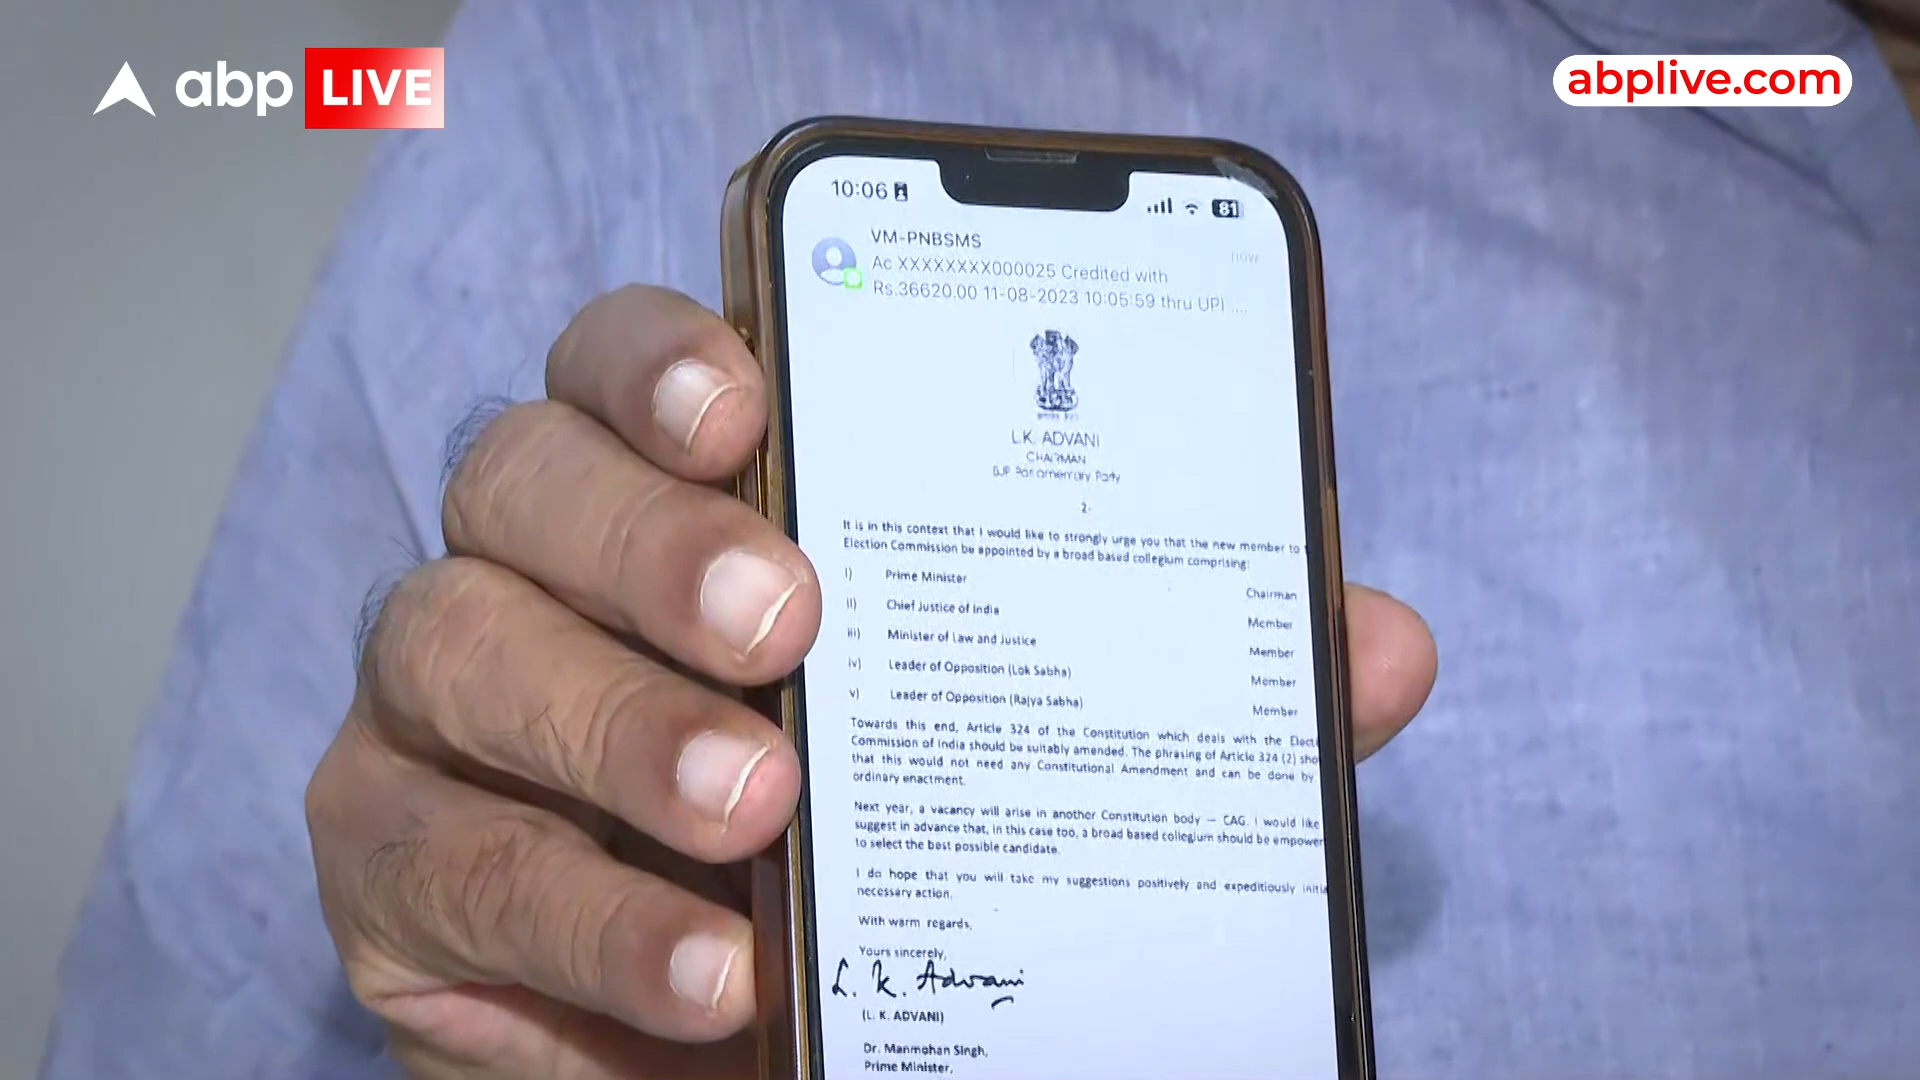 abp LIVE
abplive.com
10:06
81
VM-PNBSMS
now
Ac XXXXXXXX000025 Credited with
Rs.36620.00 11-08-2023 10:05:59 thru UPI ....
L.K. ADVANI
CHAIRMAN
BJP Parliamentary Party
2-
It is in this context that I would like to strongly urge you that the new member to
Election Commission be appointed by a broad based collegium comprising:
i) Prime Minister Chairman
ii) Chief Justice of India Member
iii) Minister of Law and Justice Member
iv) Leader of Opposition (Lok Sabha) Member
v) Leader of Opposition (Rajya Sabha) Member
Towards this end, Article 324 of the Constitution which deals with the Electi
Commission of India should be suitably amended. The phrasing of Article 324 (2) sho
that this would not need any Constitutional Amendment and can be done by
ordinary enactment.
Next year, a vacancy will arise in another Constitution body – CAG. I would like
suggest in advance that, in this case too, a broad based collegium should be empower
to select the best possible candidate.
I do hope that you will take my suggestions positively and expeditiously initia
necessary action.
With warm regards,
Yours sincerely,
L. K. Advani
(L. K. ADVANI)
Dr. Manmohan Singh,
Prime Minister,